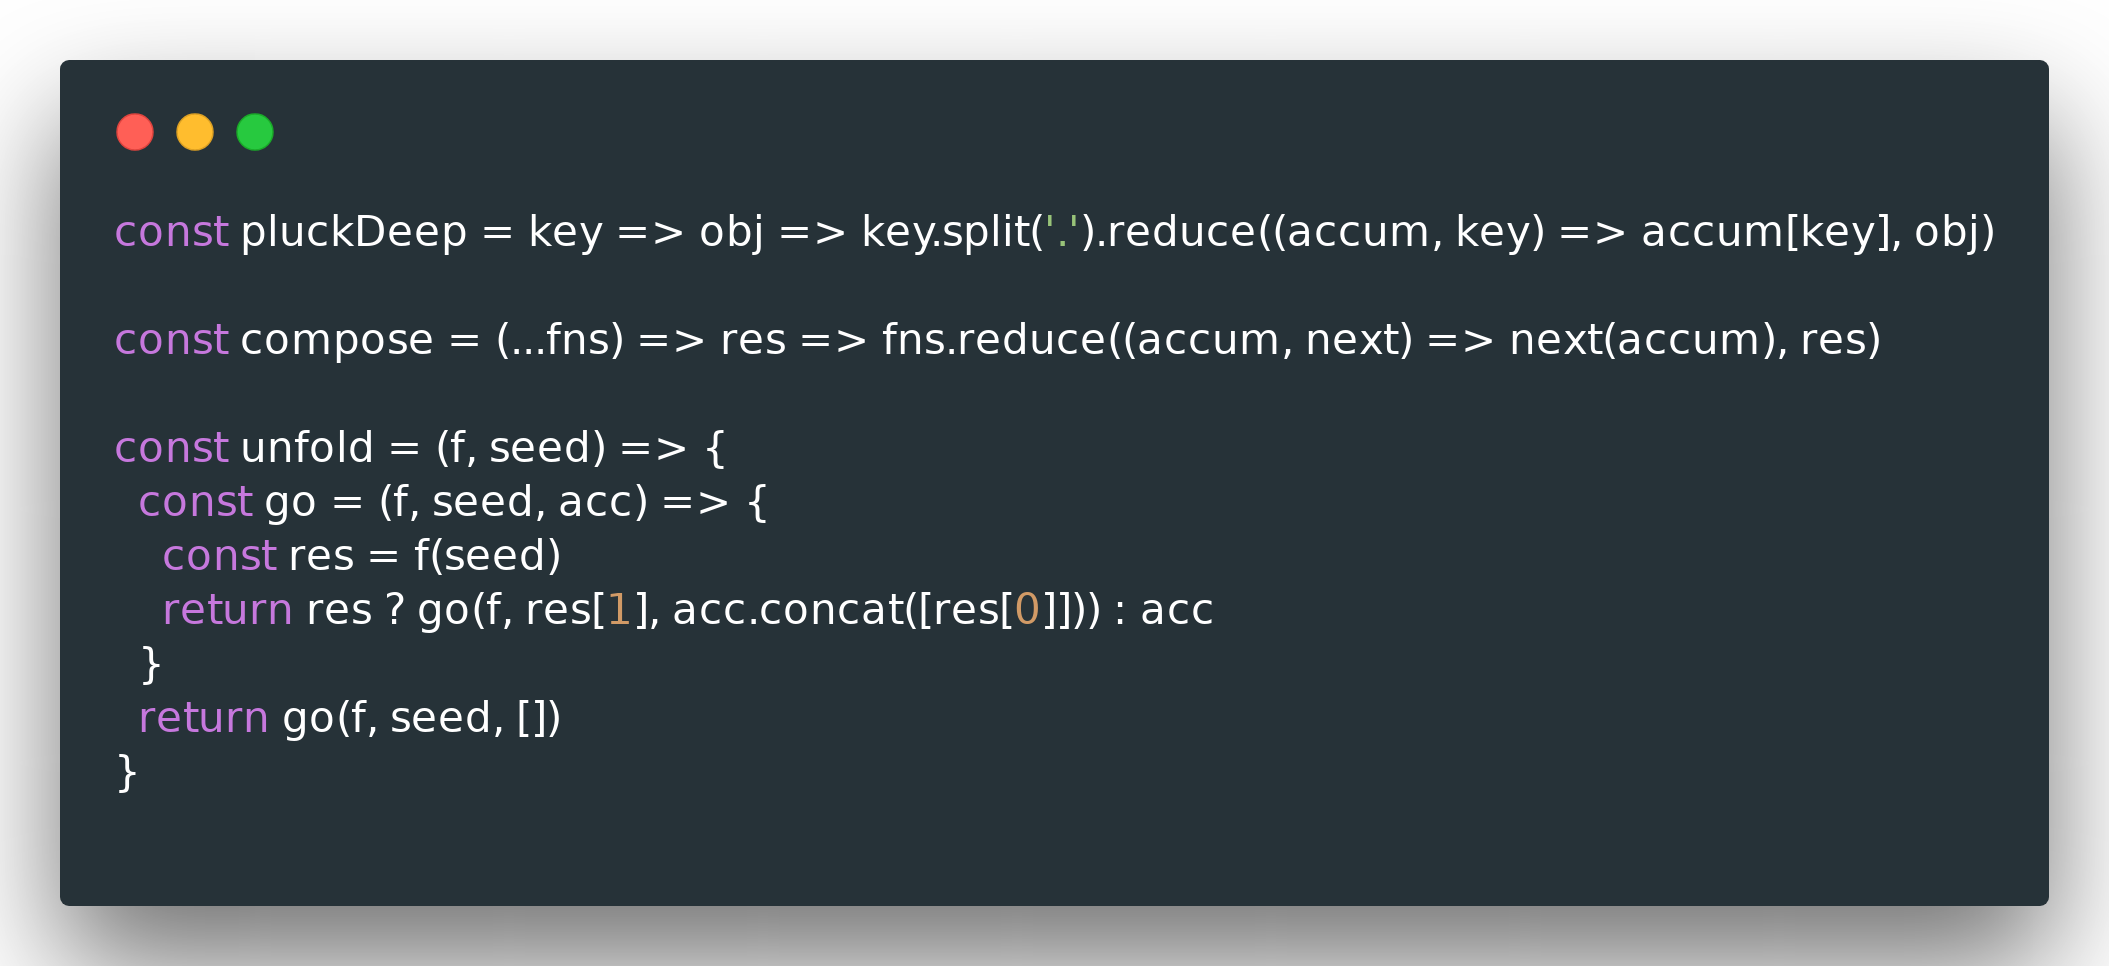 const pluckDeep = key => obj => key.split('.').reduce((accum, key) => accum[key], obj)
const compose = (...fns) => res => fns.reduce((accum, next) => next(accum), res)
const unfold = (f, seed) => {
  const go = (f, seed, acc) => {
    const res = f(seed)
    return res ? go(f, res[1], acc.concat([res[0]])) : acc
  }
  return go(f, seed, [])
}